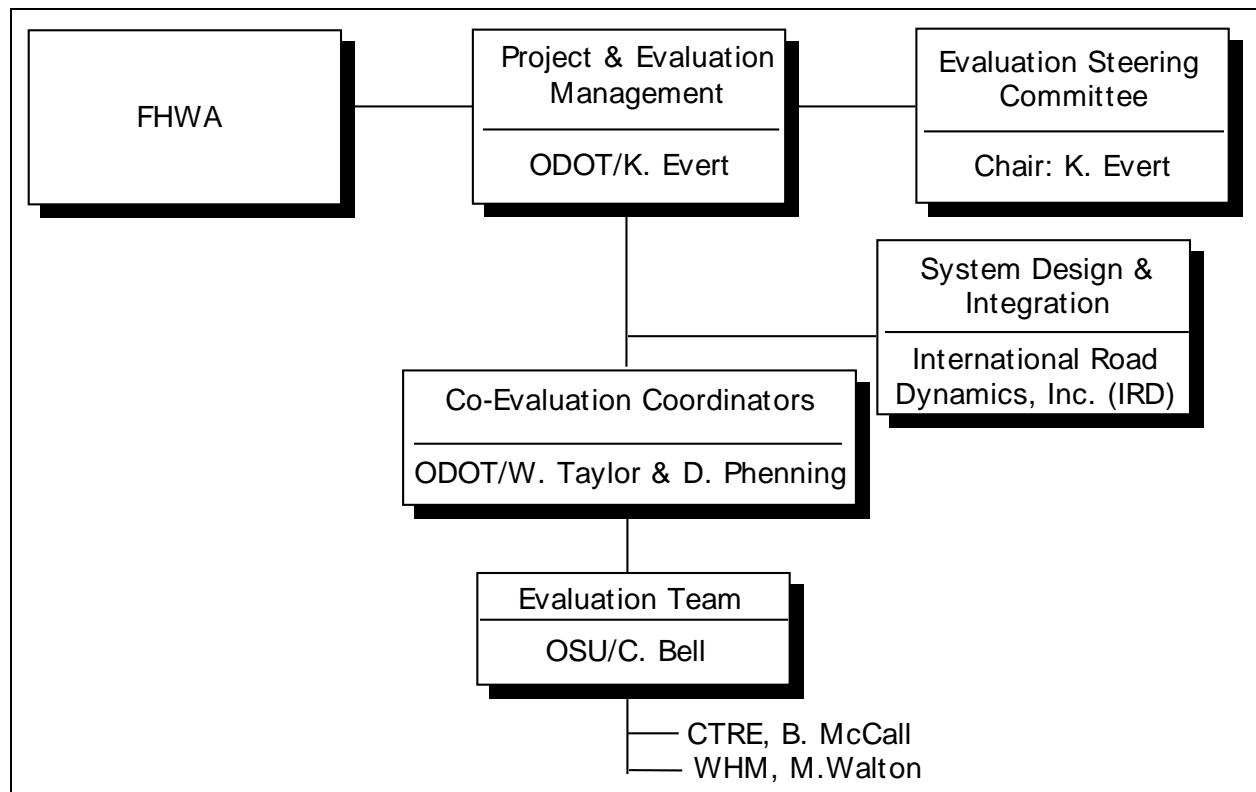 FHWA
Project & Evaluation
Management
ODOT/K. Evert
Evaluation Steering
Committee
Chair: K. Evert
System Design &
Integration
International Road
Dynamics, Inc. (IRD)
Co-Evaluation Coordinators
ODOT/W. Taylor & D. Phenning
Evaluation Team
OSU/C. Bell
CTRE, B. McCall
WHM, M.Walton